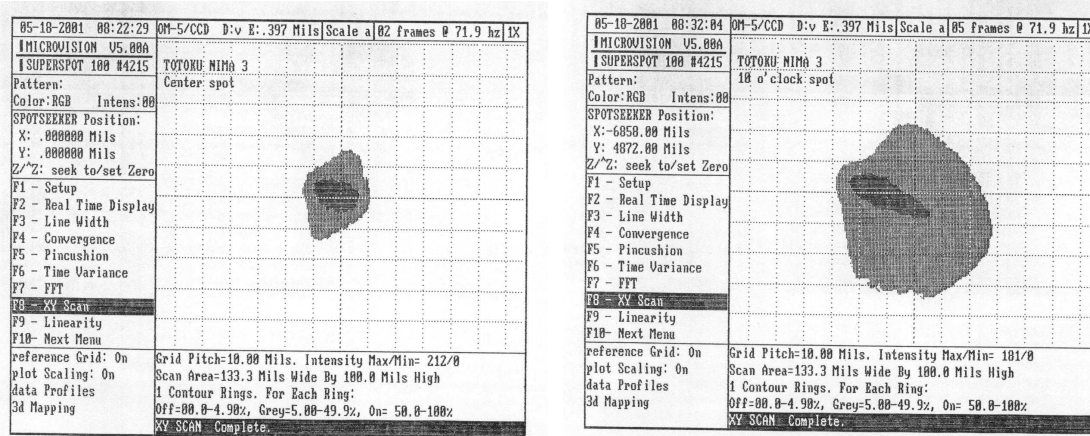 05-18-2001 08:22:29 OM-5/CCD D:v E:.397 Mils Scale a 02 frames @ 71.9 hz 1X
MICROVISION V5.00A
SUPERSPOT 100 #4215 TOTOKU NIMA 3
Pattern: Center spot
Color:RGB Intens:00
SPOTSEEKER Position:
X: .000000 Mils
Y: .000000 Mils
Z/^Z: seek to/set Zero
F1 - Setup
F2 - Real Time Display
F3 - Line Width
F4 - Convergence
F5 - Pincushion
F6 - Time Variance
F7 - FFT
F8 - XY Scan
F9 - Linearity
F10- Next Menu
reference Grid: On Grid Pitch=10.00 Mils. Intensity Max/Min= 212/0
plot Scaling: On Scan Area=133.3 Mils Wide By 100.0 Mils High
data Profiles 1 Contour Rings. For Each Ring:
3d Mapping Off=00.0-4.90%, Grey=5.00-49.9%, On= 50.0-100%
XY SCAN Complete.
05-18-2001 08:32:04 OM-5/CCD D:v E:.397 Mils Scale a 05 frames @ 71.9 hz
MICROVISION V5.00A
SUPERSPOT 100 #4215 TOTOKU NIMA 3
Pattern: 10 o'clock spot
Color:RGB Intens:00
SPOTSEEKER Position:
X:-6858.00 Mils
Y: 4872.00 Mils
Z/^Z: seek to/set Zero
F1 - Setup
F2 - Real Time Display
F3 - Line Width
F4 - Convergence
F5 - Pincushion
F6 - Time Variance
F7 - FFT
F8 - XY Scan
F9 - Linearity
F10- Next Menu
reference Grid: On Grid Pitch=10.00 Mils. Intensity Max/Min= 181/0
plot Scaling: On Scan Area=133.3 Mils Wide By 100.0 Mils High
data Profiles 1 Contour Rings. For Each Ring:
3d Mapping Off=00.0-4.90%, Grey=5.00-49.9%, On= 50.0-100%
XY SCAN Complete.